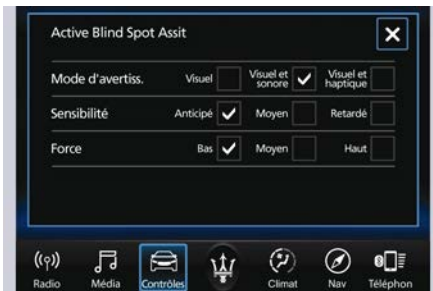 Active Blind Spot Assit
Mode d'avertiss. Visuel Visuel et sonore Visuel et haptique
Sensibilité Anticipé Moyen Retardé
Force Bas Moyen Haut
Radio Média Contrôles Climat Nav Téléphon